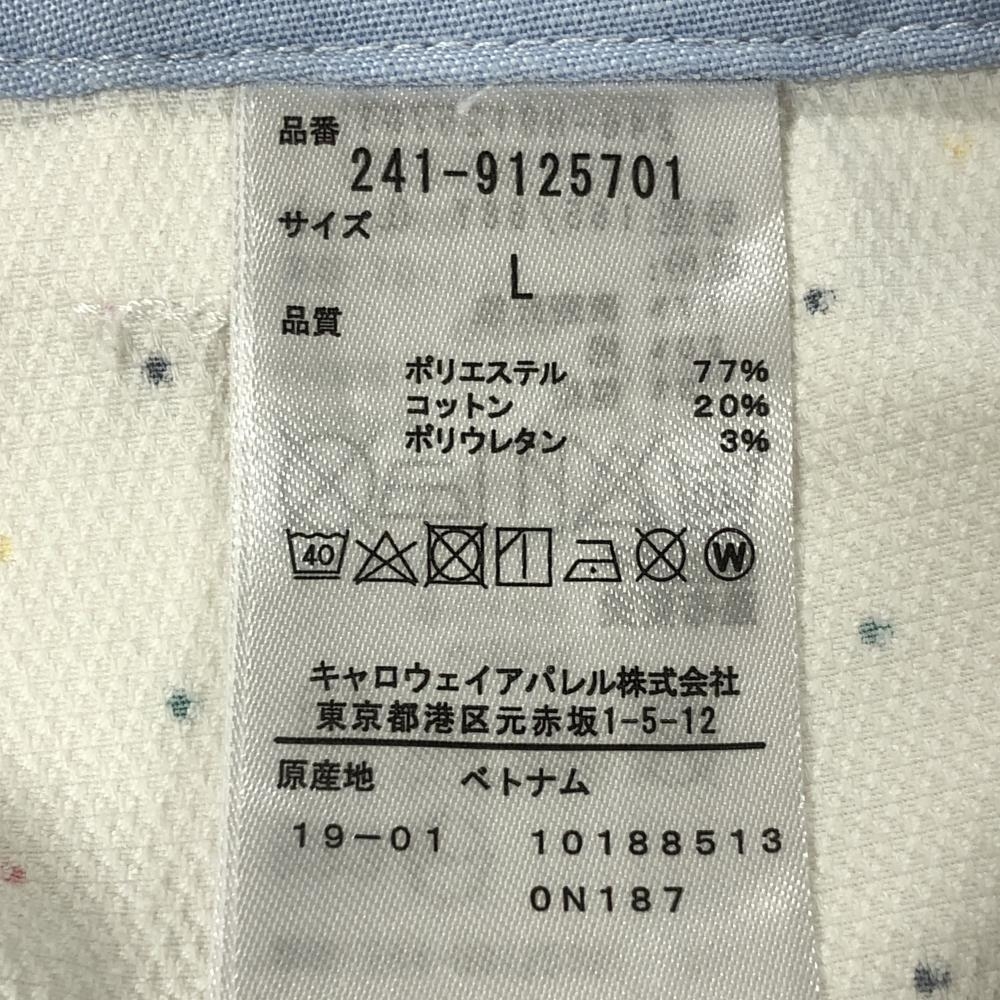 品番
241-9125701
サイズ
L
品質
ポリエステル 77%
コットン 20%
ポリウレタン 3%
40 W
キャロウェイアパレル株式会社
東京都港区元赤坂1-5-12
原産地 ベトナム
19-01 10188513
0N187